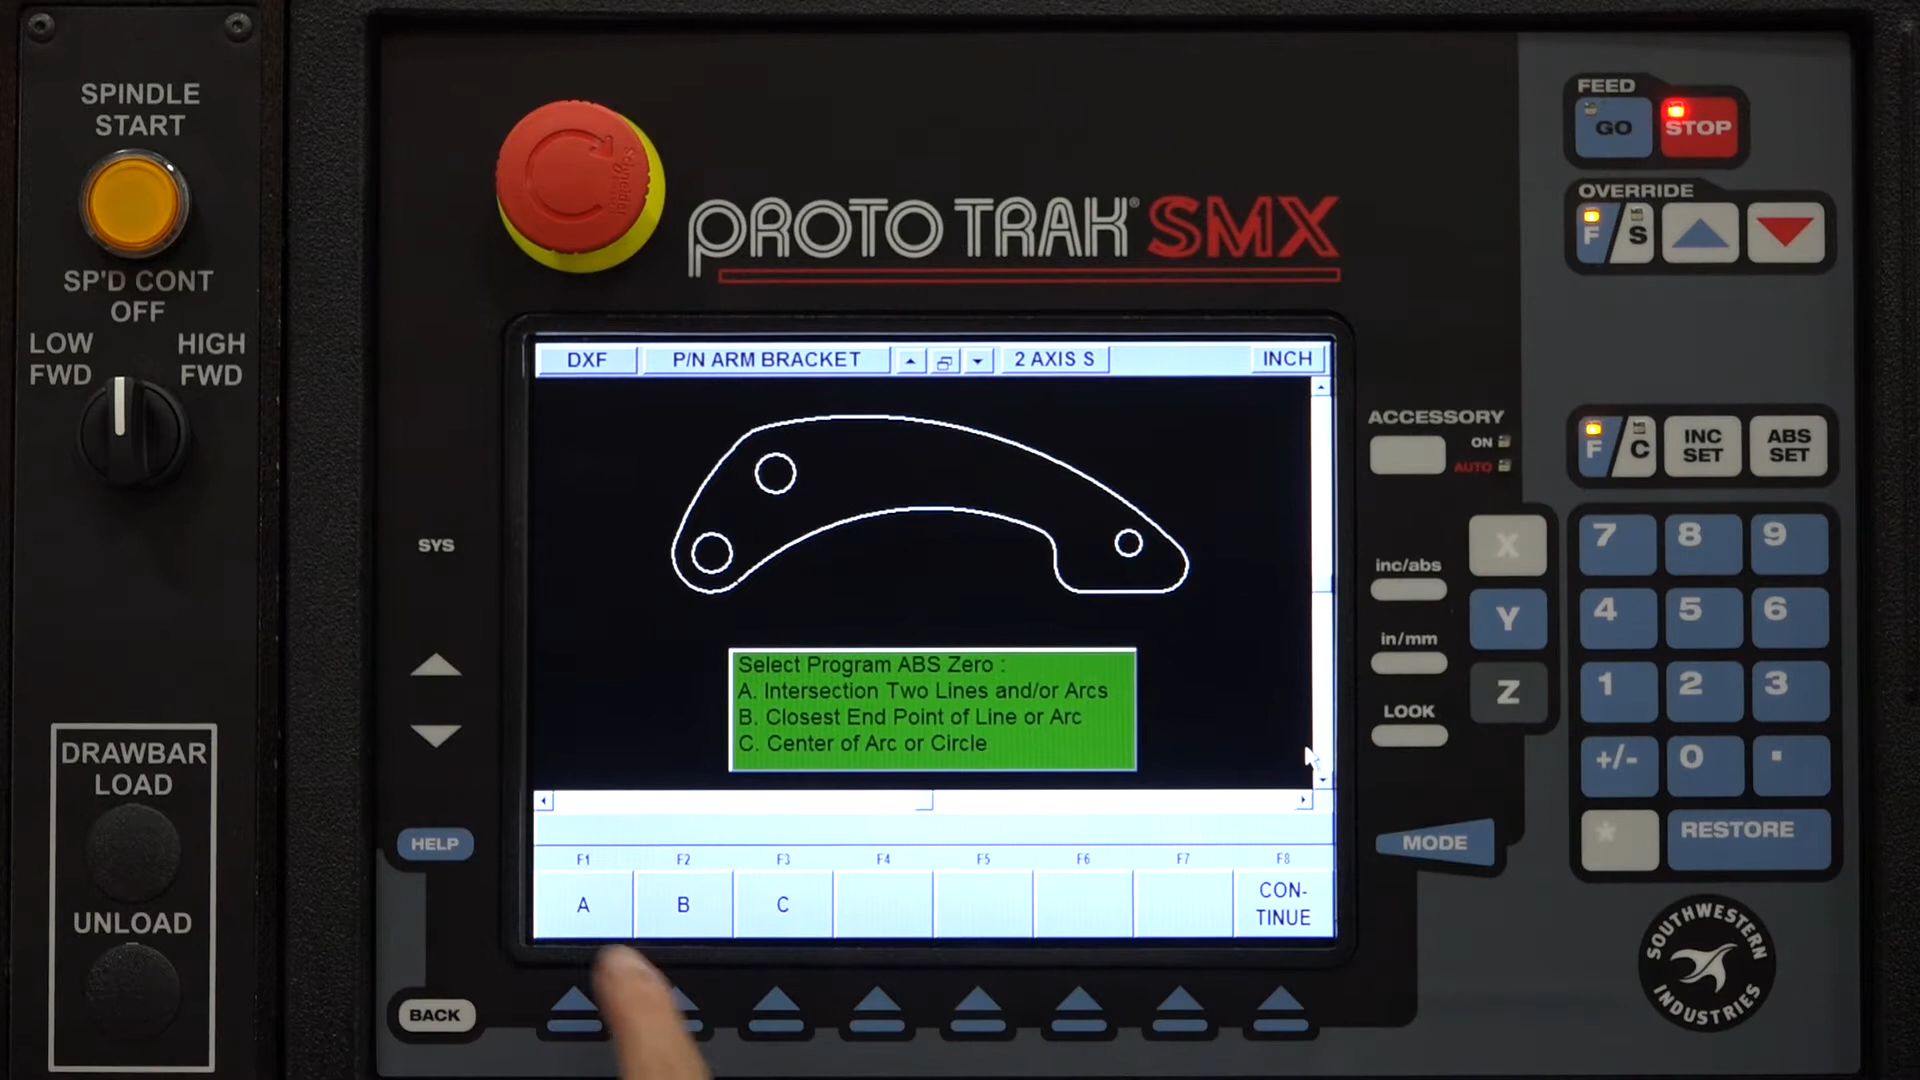 SPINDLE
START
SP'D CONT
OFF
LOW
FWD
HIGH
FWD
DRAWBAR
LOAD
UNLOAD
PROTO TRAK® SMX
SYS
HELP
BACK
DXF
P/N ARM BRACKET
2 AXIS S
INCH
Select Program ABS Zero :
A. Intersection Two Lines and/or Arcs
B. Closest End Point of Line or Arc
C. Center of Arc or Circle
F1 F2 F3 F4 F5 F6 F7 F8
A B C CON-
TINUE
FEED
GO STOP
OVERRIDE
F/S
ACCESSORY
ON
AUTO
F/C
INC
SET
ABS
SET
inc/abs
in/mm
LOOK
X
Y
Z
7 8 9
4 5 6
1 2 3
+/- 0 .
* RESTORE
MODE
SOUTHWESTERN
INDUSTRIES